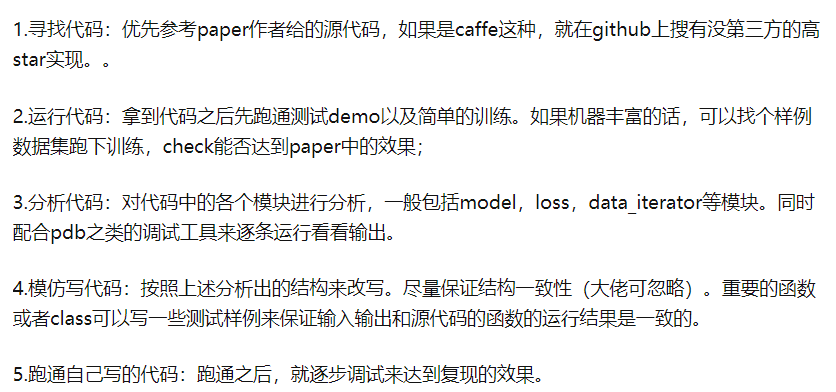 1.寻找代码：优先参考paper作者给的源代码，如果是caffe这种，就在github上搜有没第三方的高
star实现。。
2.运行代码：拿到代码之后先跑通测试demo以及简单的训练。如果机器丰富的话，可以找个样例
数据集跑下训练，check能否达到paper中的效果；
3.分析代码：对代码中的各个模块进行分析，一般包括model，loss，data_iterator等模块。同时
配合pdb之类的调试工具来逐条运行看看输出。
4.模仿写代码：按照上述分析出的结构来改写。尽量保证结构一致性（大佬可忽略）。重要的函数
或者class可以写一些测试样例来保证输入输出和源代码的函数的运行结果是一致的。
5.跑通自己写的代码：跑通之后，就逐步调试来达到复现的效果。